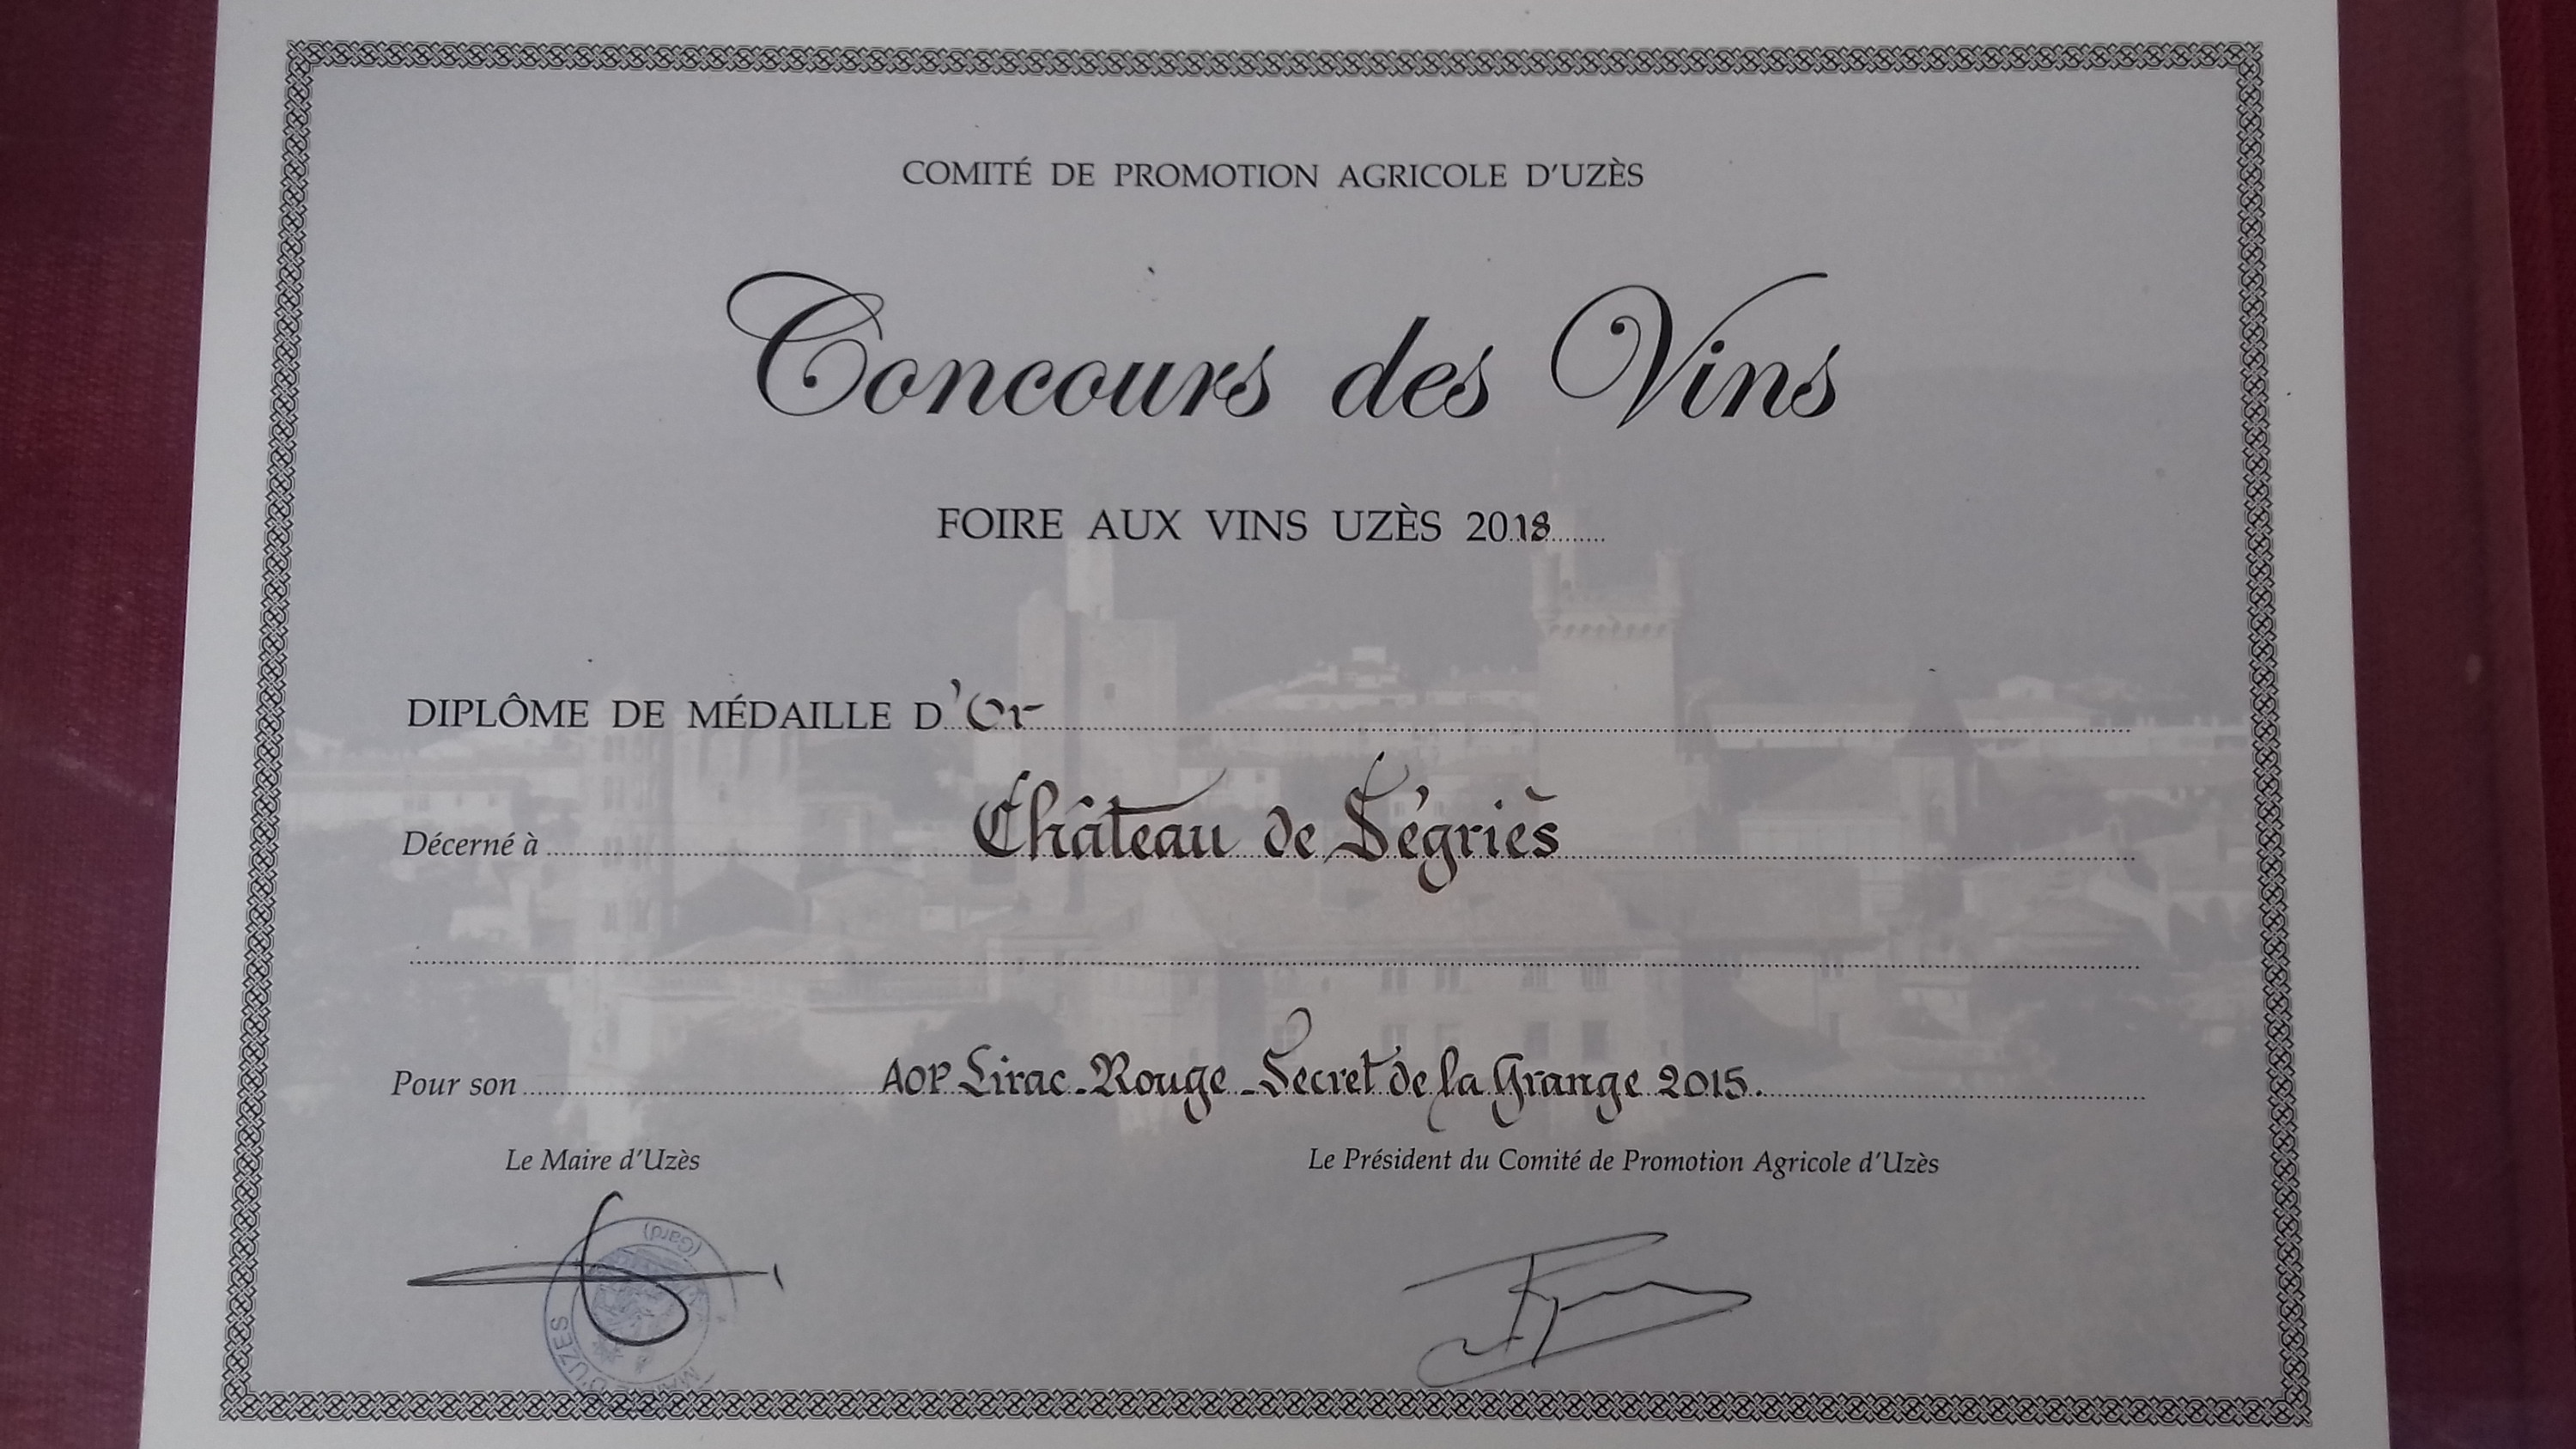 COMITÉ DE PROMOTION AGRICOLE D'UZÈS
Concours des Vins
FOIRE AUX VINS UZÈS 2018
DIPLÔME DE MÉDAILLE D'Or
Décerné à Château de Ségriès
Pour son AOP Lirac-Rouge-Secret de la Grange 2015.
Le Maire d'Uzès Le Président du Comité de Promotion Agricole d'Uzès
D'UZES (Gard)